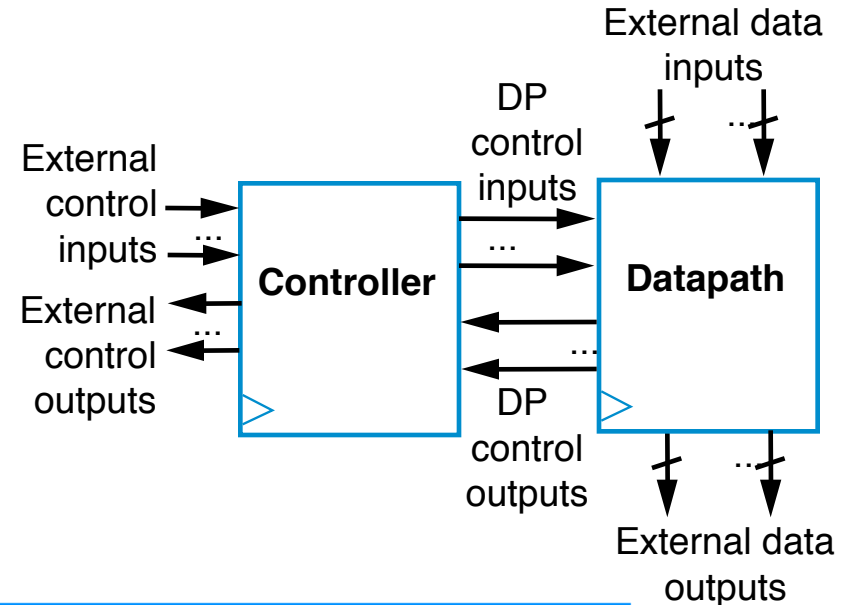 External data
inputs
DP
control
inputs
...
External
control
inputs
...
...
Controller
Datapath
External
control
outputs
...
...
DP
control
outputs
...
External data
outputs